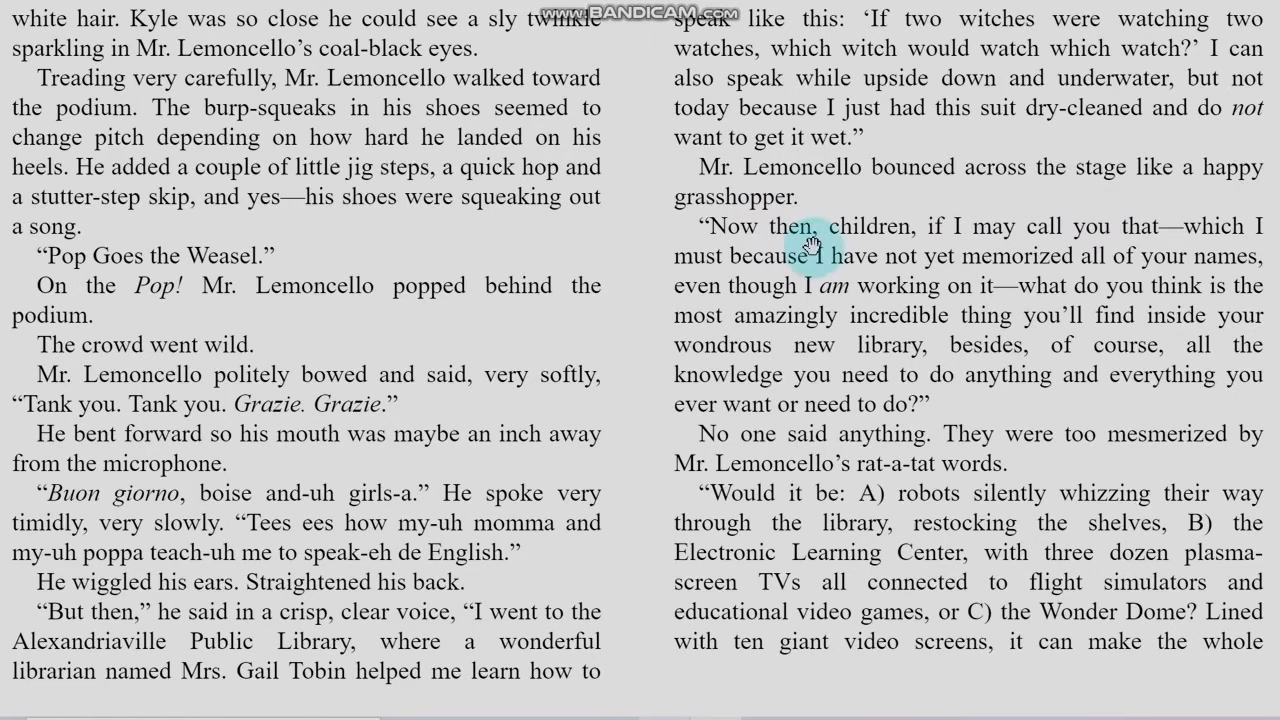 www.BANDICAM.com
white hair. Kyle was so close he could see a sly twinkle
sparkling in Mr. Lemoncello’s coal-black eyes.
Treading very carefully, Mr. Lemoncello walked toward
the podium. The burp-squeaks in his shoes seemed to
change pitch depending on how hard he landed on his
heels. He added a couple of little jig steps, a quick hop and
a stutter-step skip, and yes—his shoes were squeaking out
a song.
“Pop Goes the Weasel.”
On the Pop! Mr. Lemoncello popped behind the
podium.
The crowd went wild.
Mr. Lemoncello politely bowed and said, very softly,
“Tank you. Tank you. Grazie. Grazie.”
He bent forward so his mouth was maybe an inch away
from the microphone.
“Buon giorno, boise and-uh girls-a.” He spoke very
timidly, very slowly. “Tees ees how my-uh momma and
my-uh poppa teach-uh me to speak-eh de English.”
He wiggled his ears. Straightened his back.
“But then,” he said in a crisp, clear voice, “I went to the
Alexandriaville Public Library, where a wonderful
librarian named Mrs. Gail Tobin helped me learn how to
speak like this: ‘If two witches were watching two
watches, which witch would watch which watch?’ I can
also speak while upside down and underwater, but not
today because I just had this suit dry-cleaned and do not
want to get it wet.”
Mr. Lemoncello bounced across the stage like a happy
grasshopper.
“Now then, children, if I may call you that—which I
must because I have not yet memorized all of your names,
even though I am working on it—what do you think is the
most amazingly incredible thing you’ll find inside your
wondrous new library, besides, of course, all the
knowledge you need to do anything and everything you
ever want or need to do?”
No one said anything. They were too mesmerized by
Mr. Lemoncello’s rat-a-tat words.
“Would it be: A) robots silently whizzing their way
through the library, restocking the shelves, B) the
Electronic Learning Center, with three dozen plasma-
screen TVs all connected to flight simulators and
educational video games, or C) the Wonder Dome? Lined
with ten giant video screens, it can make the whole